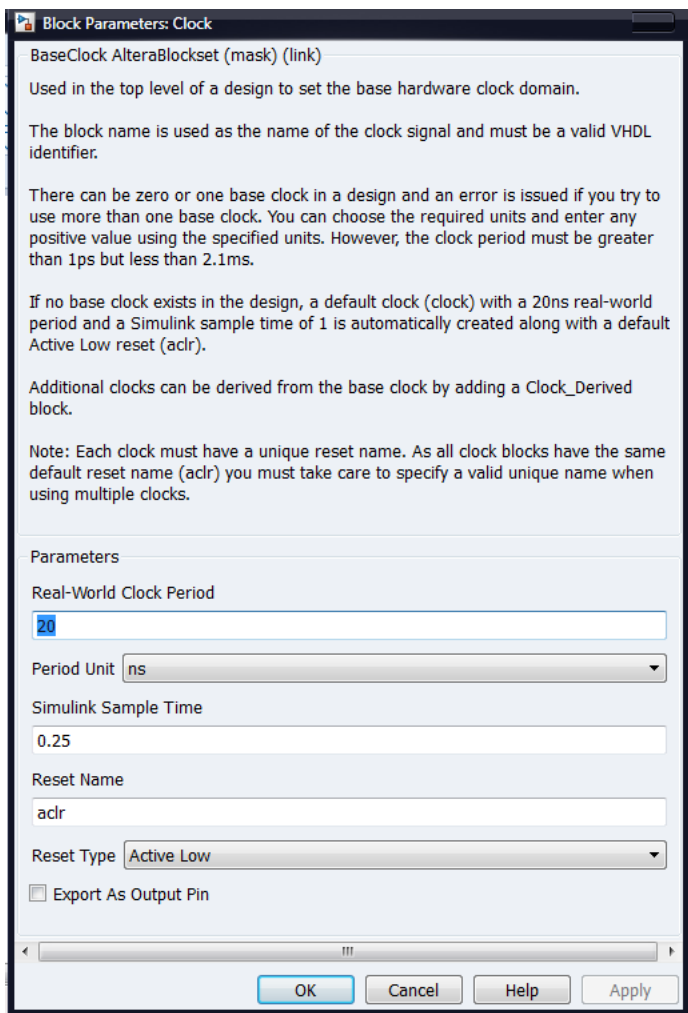 Block Parameters: Clock
BaseClock AlteraBlockset (mask) (link)
Used in the top level of a design to set the base hardware clock domain.
The block name is used as the name of the clock signal and must be a valid VHDL
identifier.
There can be zero or one base clock in a design and an error is issued if you try to
use more than one base clock. You can choose the required units and enter any
positive value using the specified units. However, the clock period must be greater
than 1ps but less than 2.1ms.
If no base clock exists in the design, a default clock (clock) with a 20ns real-world
period and a Simulink sample time of 1 is automatically created along with a default
Active Low reset (aclr).
Additional clocks can be derived from the base clock by adding a Clock_Derived
block.
Note: Each clock must have a unique reset name. As all clock blocks have the same
default reset name (aclr) you must take care to specify a valid unique name when
using multiple clocks.
Parameters
Real-World Clock Period
20
Period Unit ns
Simulink Sample Time
0.25
Reset Name
aclr
Reset Type Active Low
Export As Output Pin
OK Cancel Help Apply